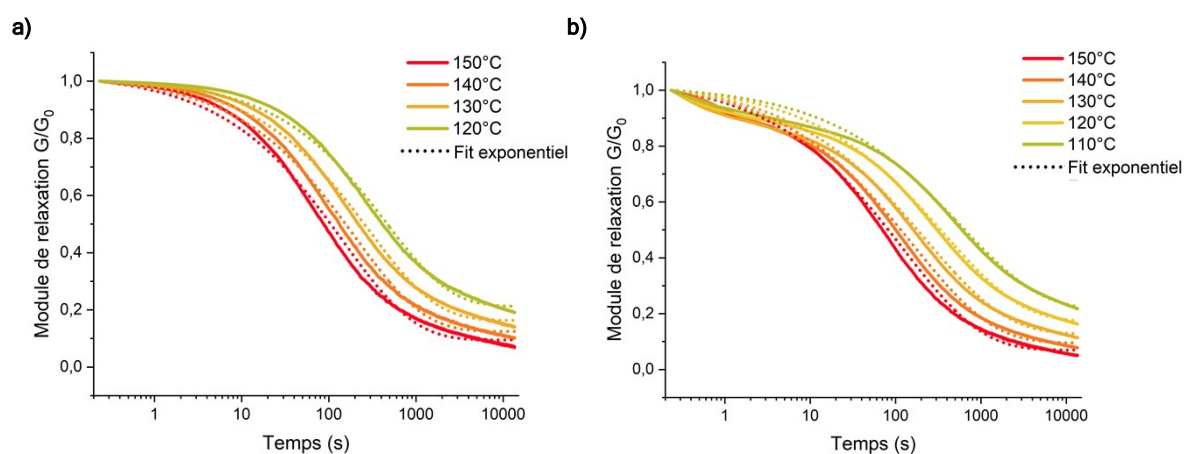 a)
150°C
140°C
130°C
120°C
Fit exponentiel
Module de relaxation G/G₀
1,0
0,8
0,6
0,4
0,2
0,0
1 10 100 1000 10000
Temps (s)
b)
150°C
140°C
130°C
120°C
110°C
Fit exponentiel
Module de relaxation G/G₀
1,0
0,8
0,6
0,4
0,2
0,0
1 10 100 1000 10000
Temps (s)